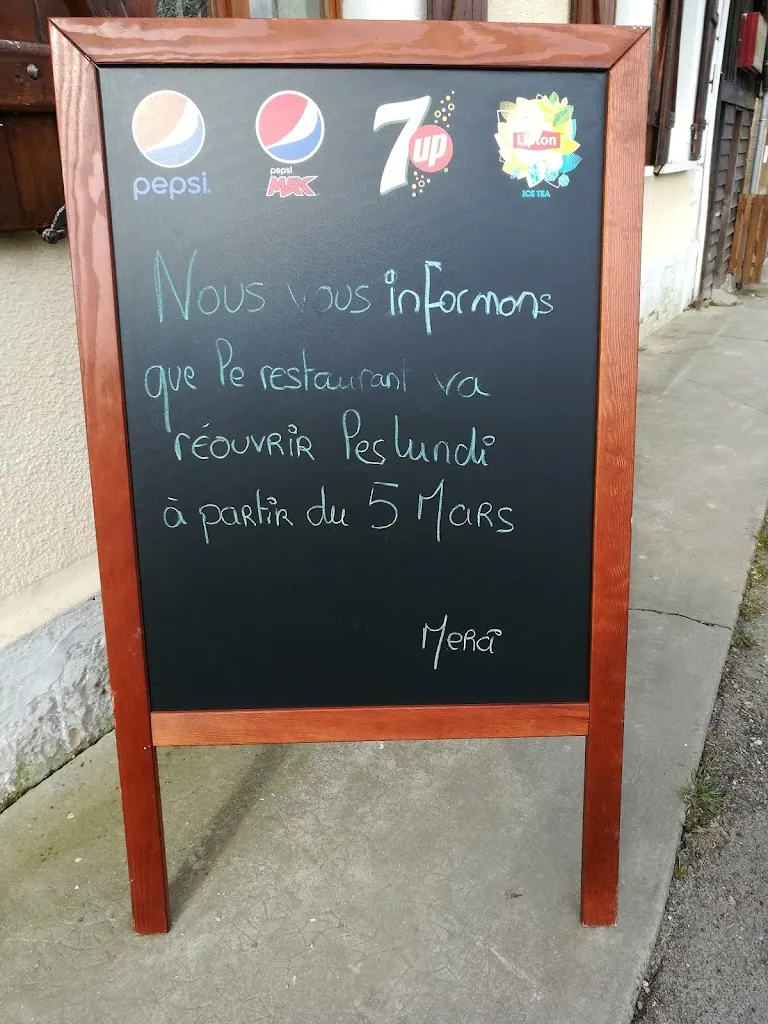 pepsi.
pepsi
MAX
7up
Lipton
ICE TEA
Nous vous informons
que le restaurant va
réouvrir les lundi
à partir du 5 Mars
Merci